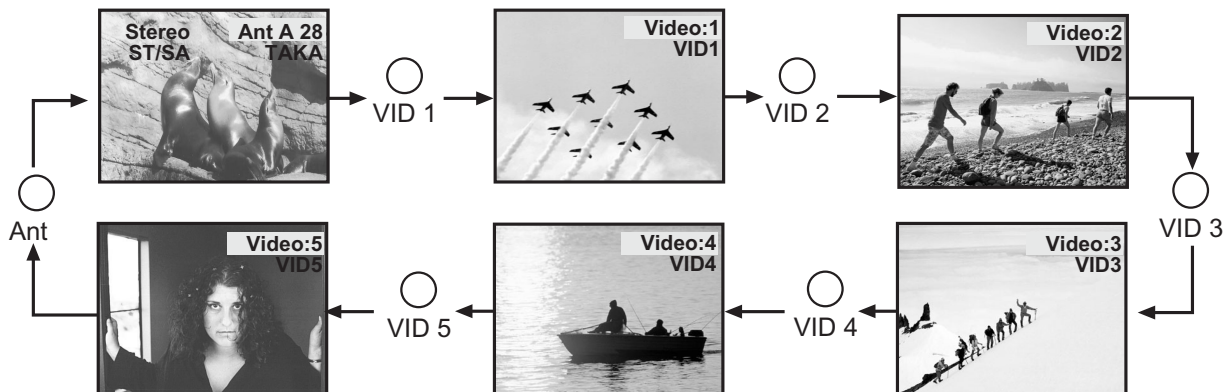 Stereo
ST/SA
Ant A 28
TAKA
VID 1
Video:1
VID1
VID 2
Video:2
VID2
VID 3
Video:3
VID3
VID 4
Video:4
VID4
VID 5
Video:5
VID5
Ant